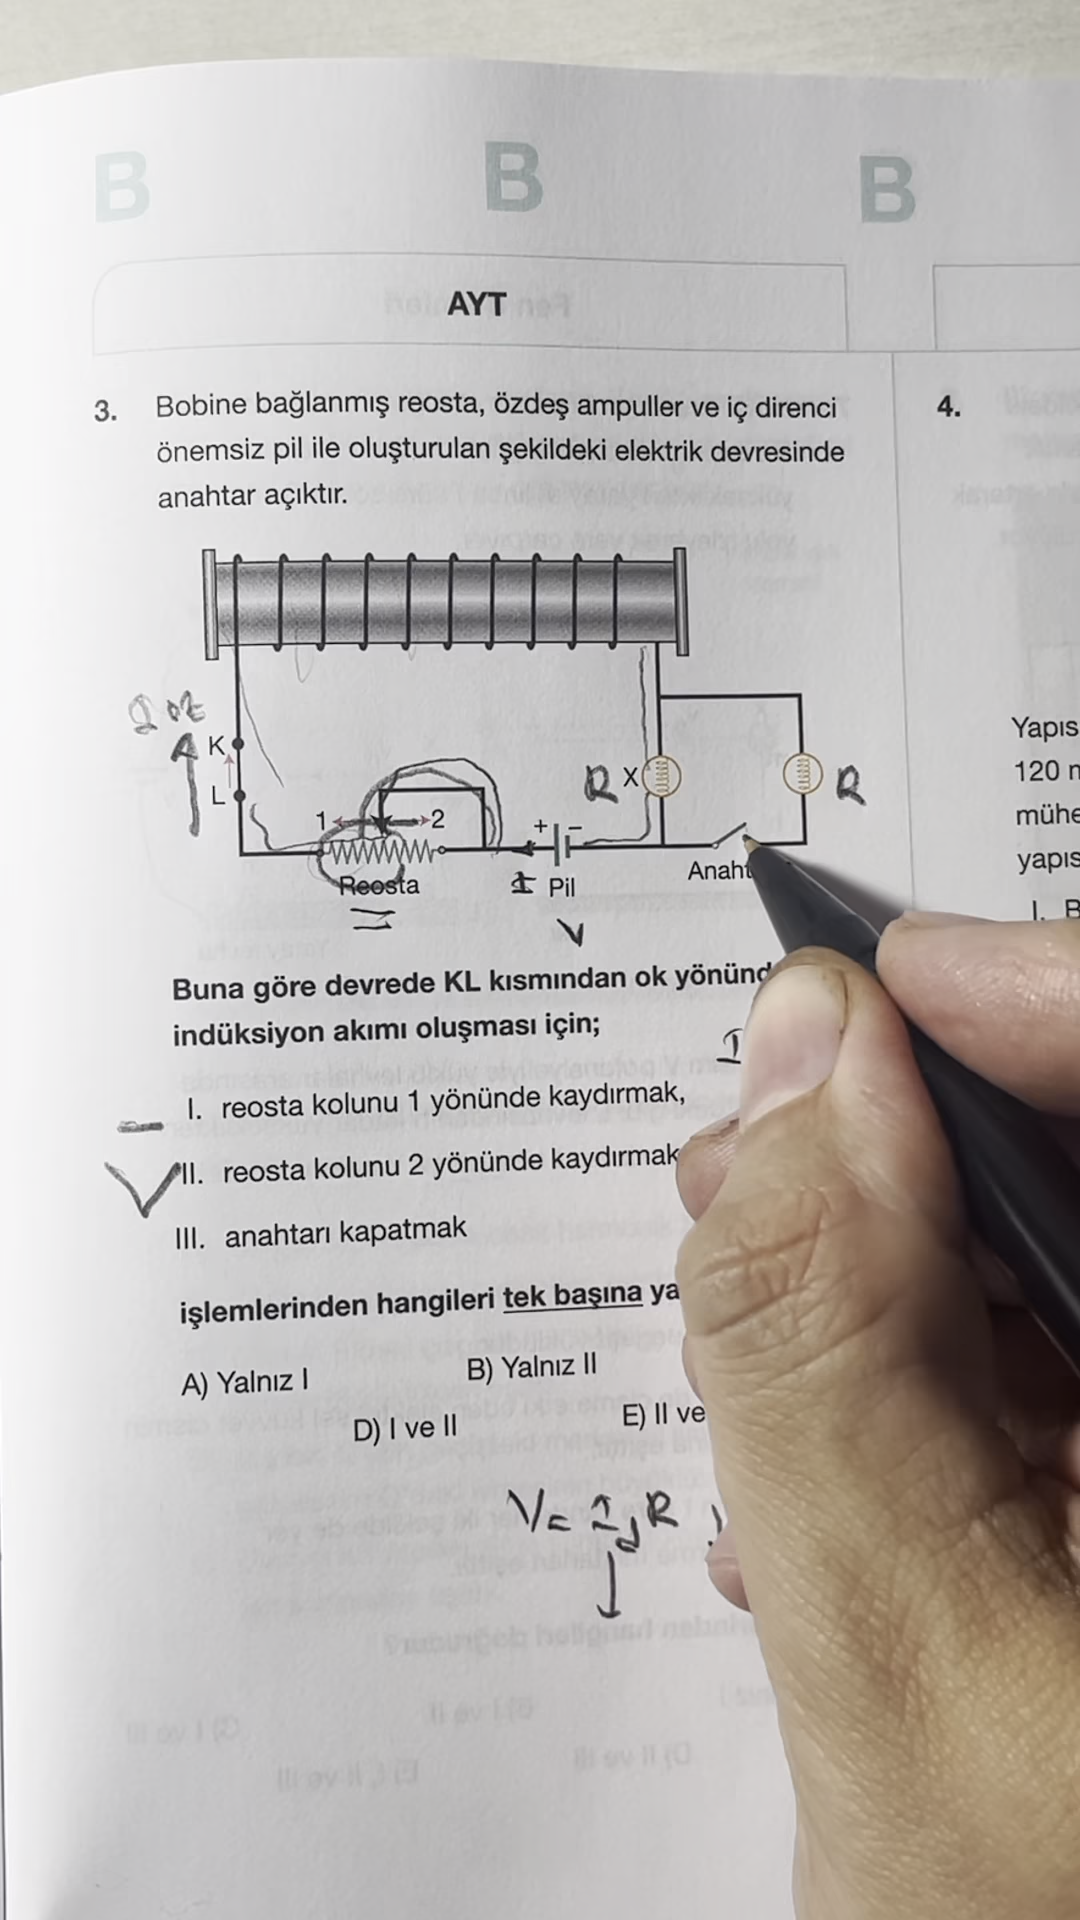 B B B
AYT
3. Bobine bağlanmış reosta, özdeş ampuller ve iç direnci
önemsiz pil ile oluşturulan şekildeki elektrik devresinde
anahtar açıktır.
K
L
1 2
Reosta
+ -
Pil
X
R
R
Anaht
V
Buna göre devrede KL kısmından ok yönünd
indüksiyon akımı oluşması için;
I. reosta kolunu 1 yönünde kaydırmak,
II. reosta kolunu 2 yönünde kaydırmak
III. anahtarı kapatmak
işlemlerinden hangileri tek başına ya
A) Yalnız I B) Yalnız II
D) I ve II E) II ve
4.
Yapıs
120 m
mühe
yapıs
I. B